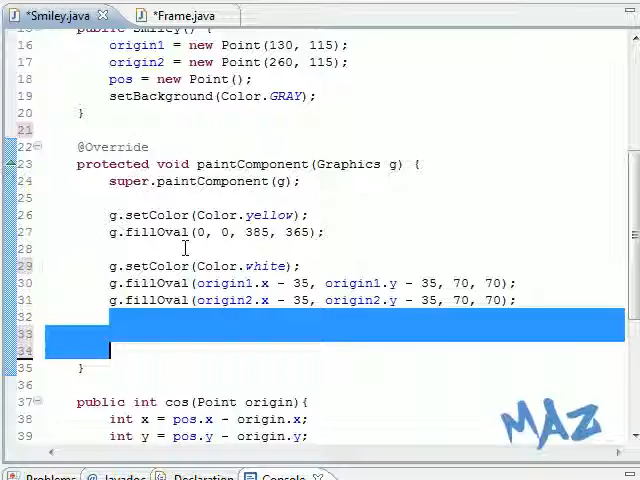 *Smiley.java
*Frame.java
15 public Smiley() {
16 origin1 = new Point(130, 115);
17 origin2 = new Point(260, 115);
18 pos = new Point();
19 setBackground(Color.GRAY);
20 }
21
22 @Override
23 protected void paintComponent(Graphics g) {
24 super.paintComponent(g);
25
26 g.setColor(Color.yellow);
27 g.fillOval(0, 0, 385, 365);
28
29 g.setColor(Color.white);
30 g.fillOval(origin1.x - 35, origin1.y - 35, 70, 70);
31 g.fillOval(origin2.x - 35, origin2.y - 35, 70, 70);
32
33
34
35 }
36
37 public int cos(Point origin){
38 int x = pos.x - origin.x;
39 int y = pos.y - origin.y;
MAZ
Problems @ Javadoc Declaration Console